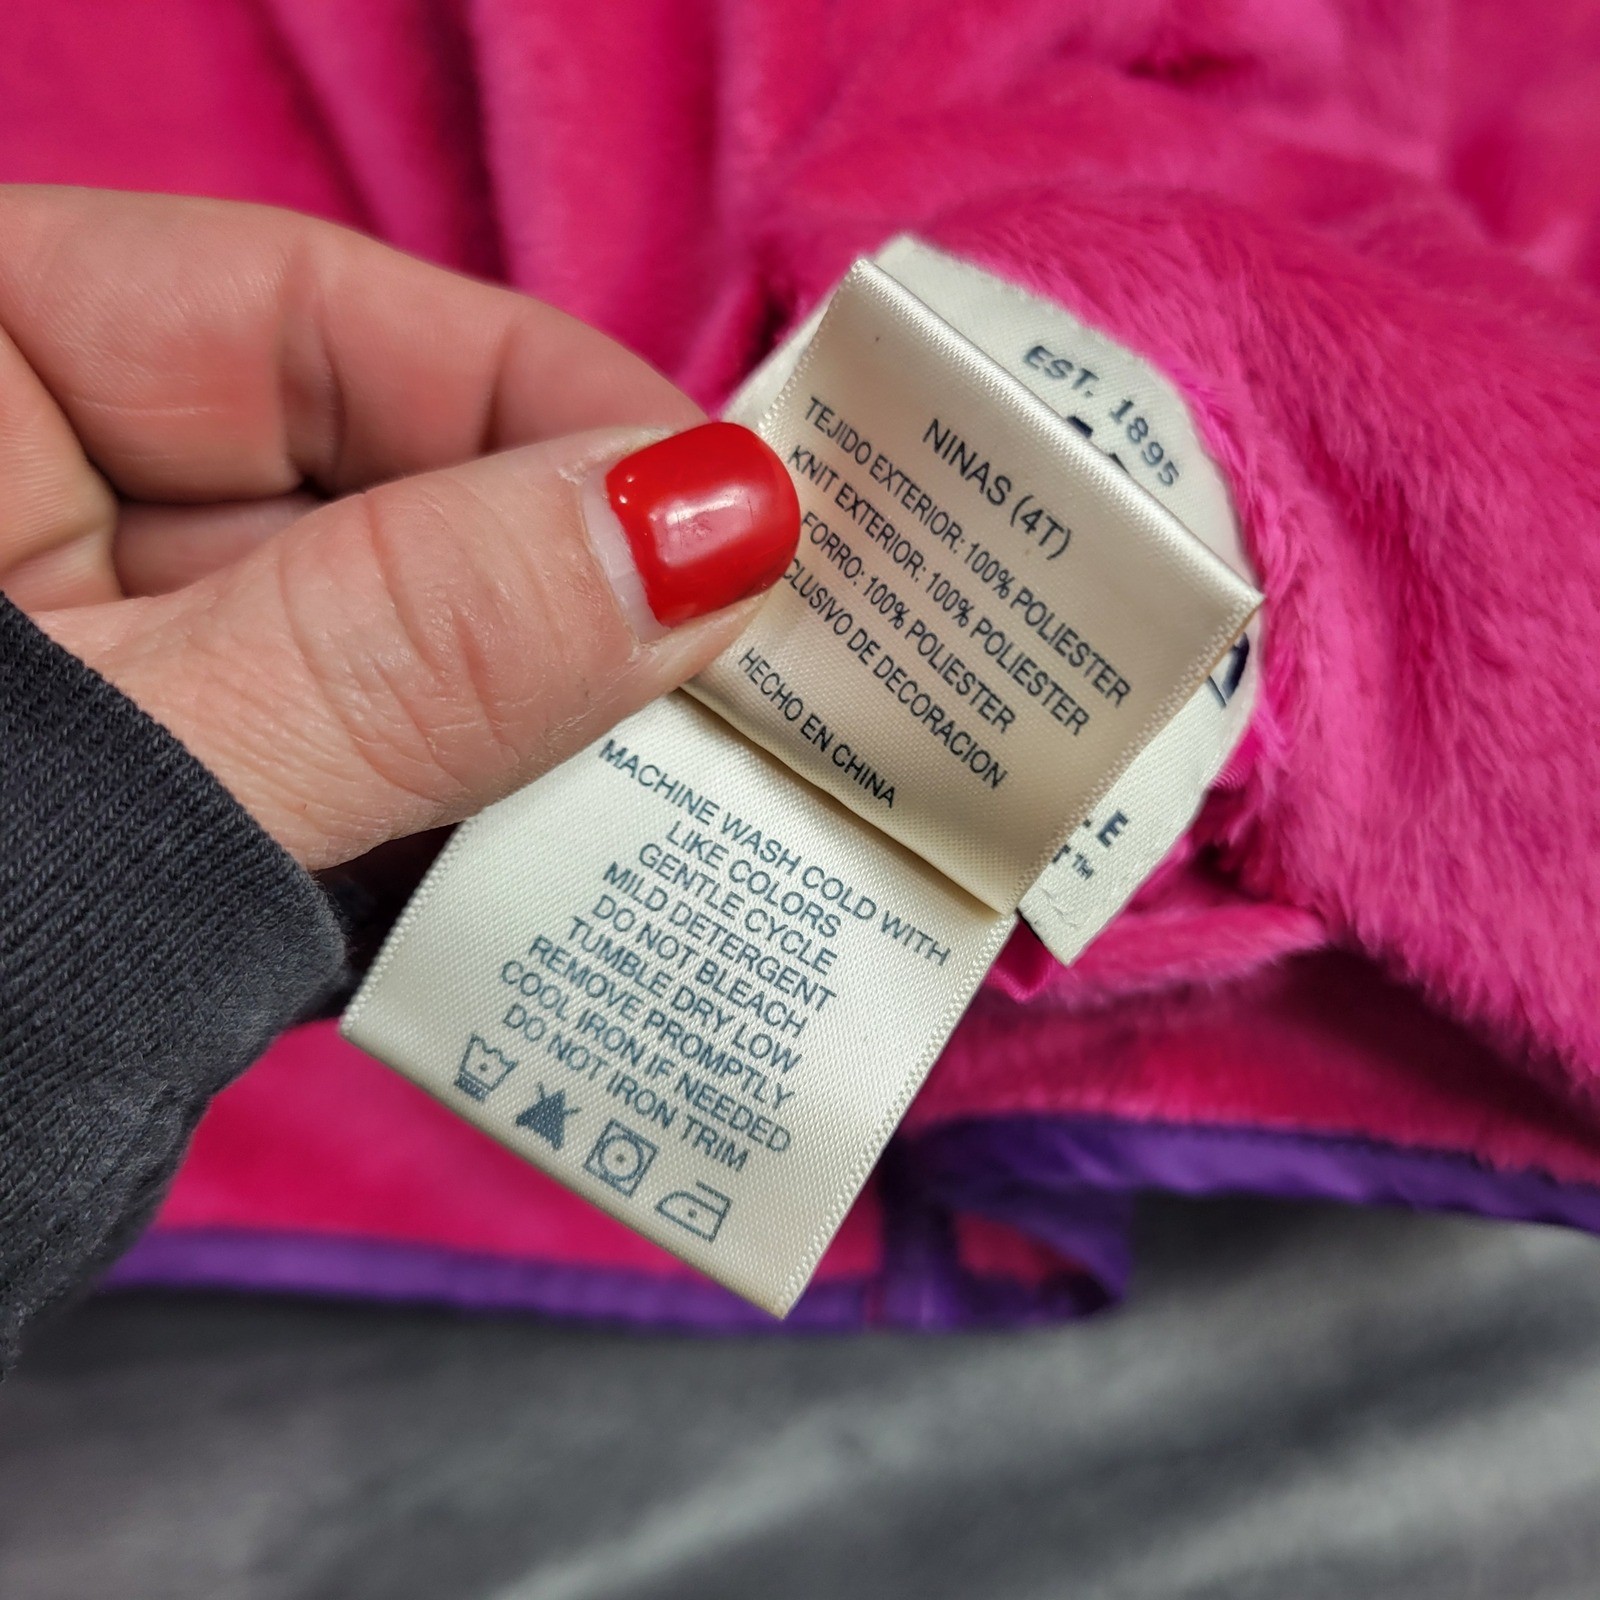 EST. 1895
NINAS (4T)
TEJIDO EXTERIOR: 100% POLIESTER
KNIT EXTERIOR: 100% POLIESTER
FORRO: 100% POLIESTER
DE DECORACION
HECHO EN CHINA
MACHINE WASH COLD WITH
LIKE COLORS
GENTLE CYCLE
MILD DETERGENT
DO NOT BLEACH
TUMBLE DRY LOW
REMOVE PROMPTLY
COOL IRON IF NEEDED
DO NOT IRON TRIM